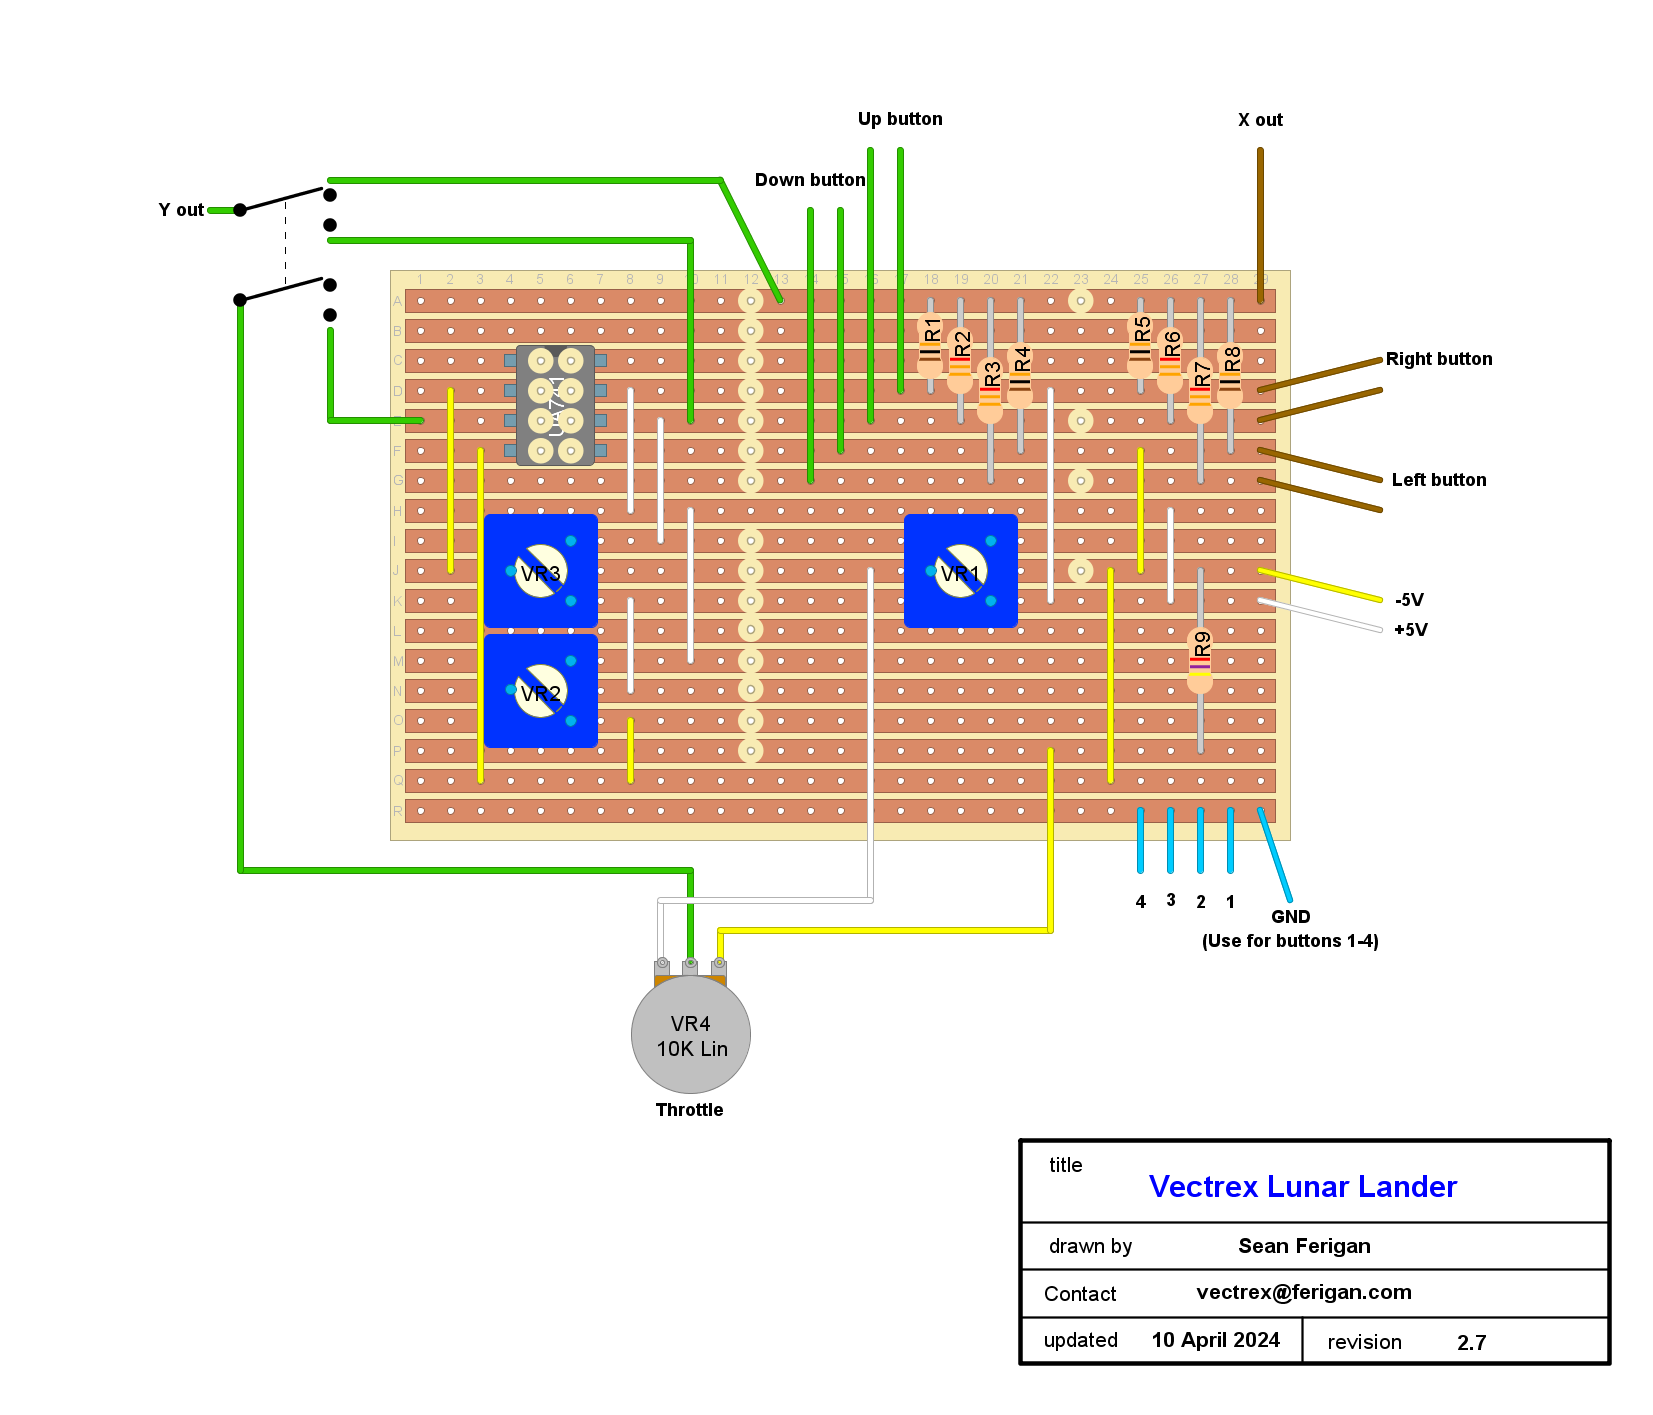 Up button
X out
Down button
Y out
1 2 3 4 5 6 7 8 9 10 11 12 13 14 15 16 17 18 19 20 21 22 23 24 25 26 27 28 29
A
B
C
D
E
F
G
H
I
J
K
L
M
N
O
P
Q
R
R1
R2
R3
R4
R5
R6
R7
R8
UA741
Right button
Left button
VR3
VR1
-5V
+5V
R9
VR2
4 3 2 1
GND
(Use for buttons 1-4)
VR4
10K Lin
Throttle
title
Vectrex Lunar Lander
drawn by Sean Ferigan
Contact vectrex@ferigan.com
updated 10 April 2024 revision 2.7